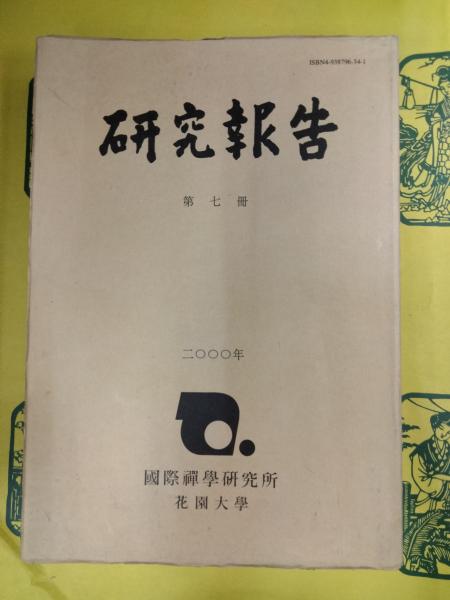 ISBN4-938796-54-1
研究報告
第七冊
二〇〇〇年
國際禪學研究所
花園大學